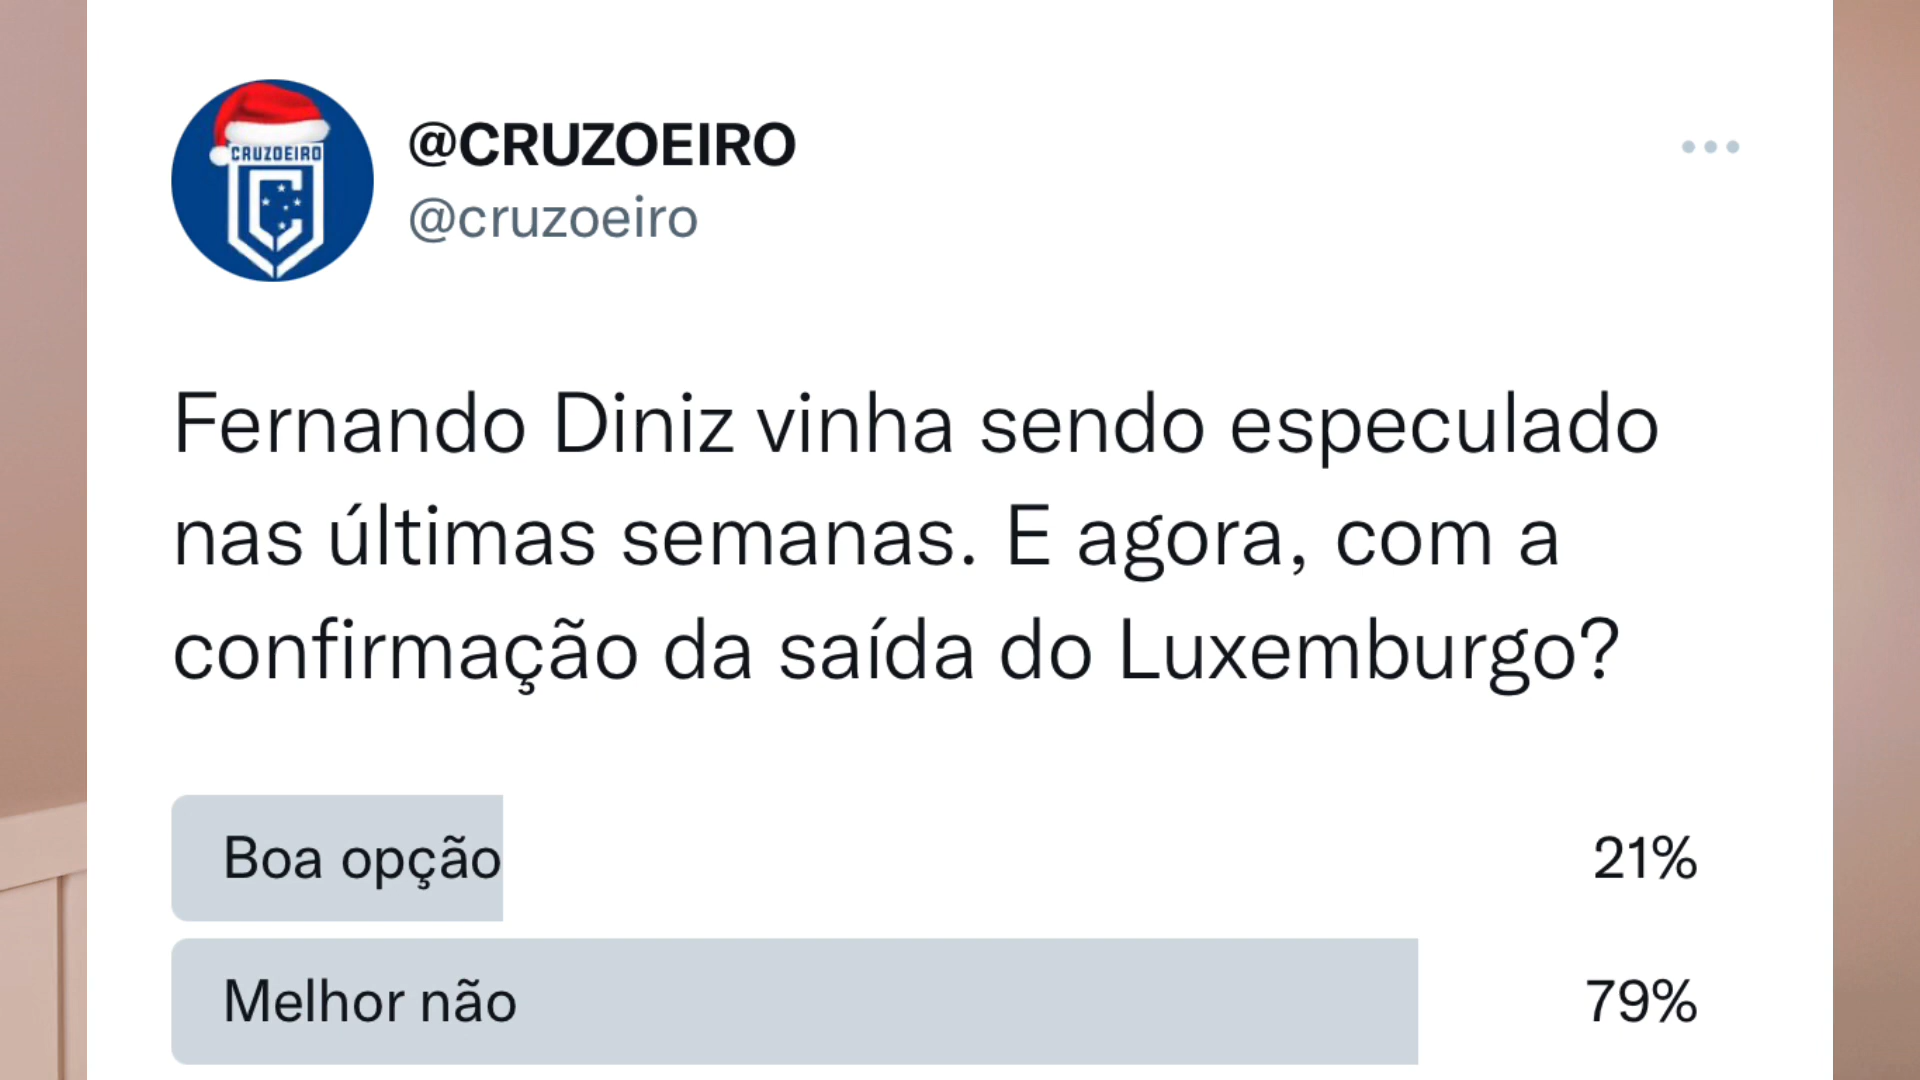 CRUZOEIRO
@CRUZOEIRO
@cruzoeiro
Fernando Diniz vinha sendo especulado
nas últimas semanas. E agora, com a
confirmação da saída do Luxemburgo?
Boa opção 21%
Melhor não 79%